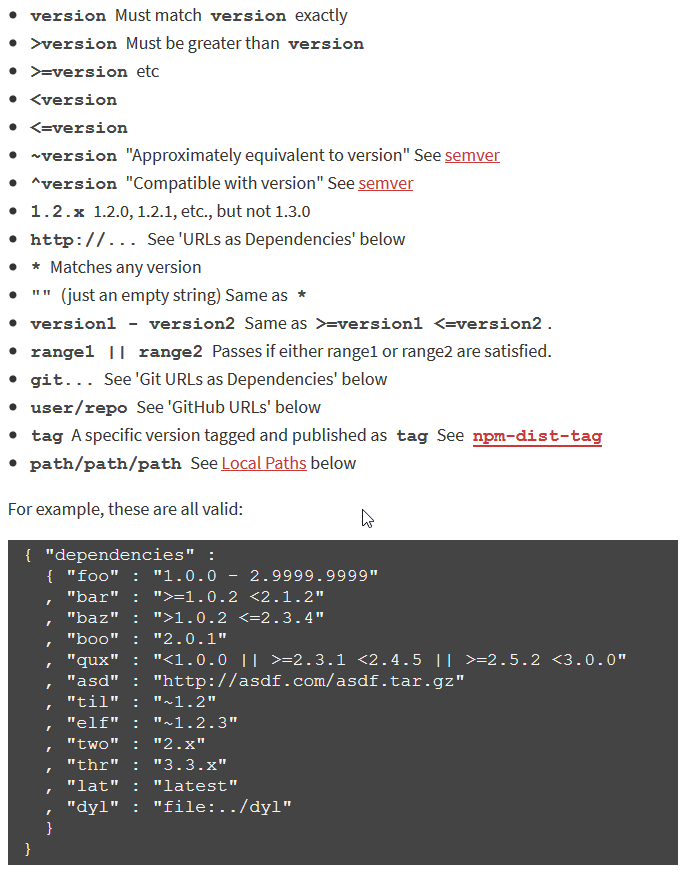 version Must match version exactly
>version Must be greater than version
>=version etc
<version
<=version
~version "Approximately equivalent to version" See semver
^version "Compatible with version" See semver
1.2.x 1.2.0, 1.2.1, etc., but not 1.3.0
http://... See 'URLs as Dependencies' below
* Matches any version
"" (just an empty string) Same as *
version1 - version2 Same as >=version1 <=version2.
range1 || range2 Passes if either range1 or range2 are satisfied.
git... See 'Git URLs as Dependencies' below
user/repo See 'GitHub URLs' below
tag A specific version tagged and published as tag See npm-dist-tag
path/path/path See Local Paths below
For example, these are all valid:
{ "dependencies" :
  { "foo" : "1.0.0 - 2.9999.9999"
  , "bar" : ">=1.0.2 <2.1.2"
  , "baz" : ">1.0.2 <=2.3.4"
  , "boo" : "2.0.1"
  , "qux" : "<1.0.0 || >=2.3.1 <2.4.5 || >=2.5.2 <3.0.0"
  , "asd" : "http://asdf.com/asdf.tar.gz"
  , "til" : "~1.2"
  , "elf" : "~1.2.3"
  , "two" : "2.x"
  , "thr" : "3.3.x"
  , "lat" : "latest"
  , "dyl" : "file:../dyl"
  }
}